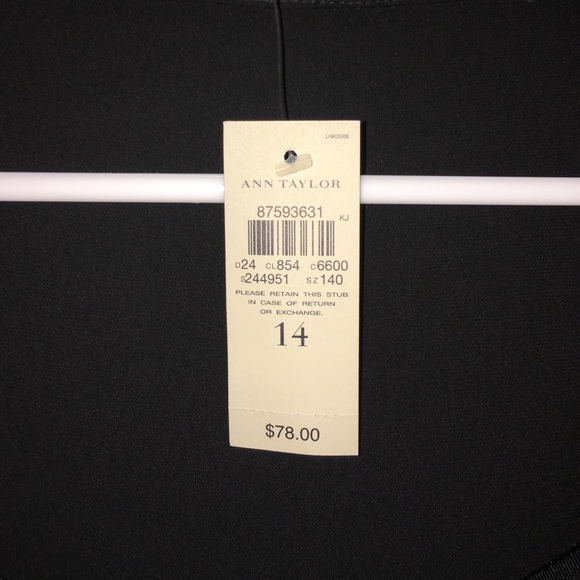 ANN TAYLOR
87593631
KJ
D24 CL854 C6600
S244951 SZ140
PLEASE RETAIN THIS STUB
IN CASE OF RETURN
OR EXCHANGE.
14
$78.00